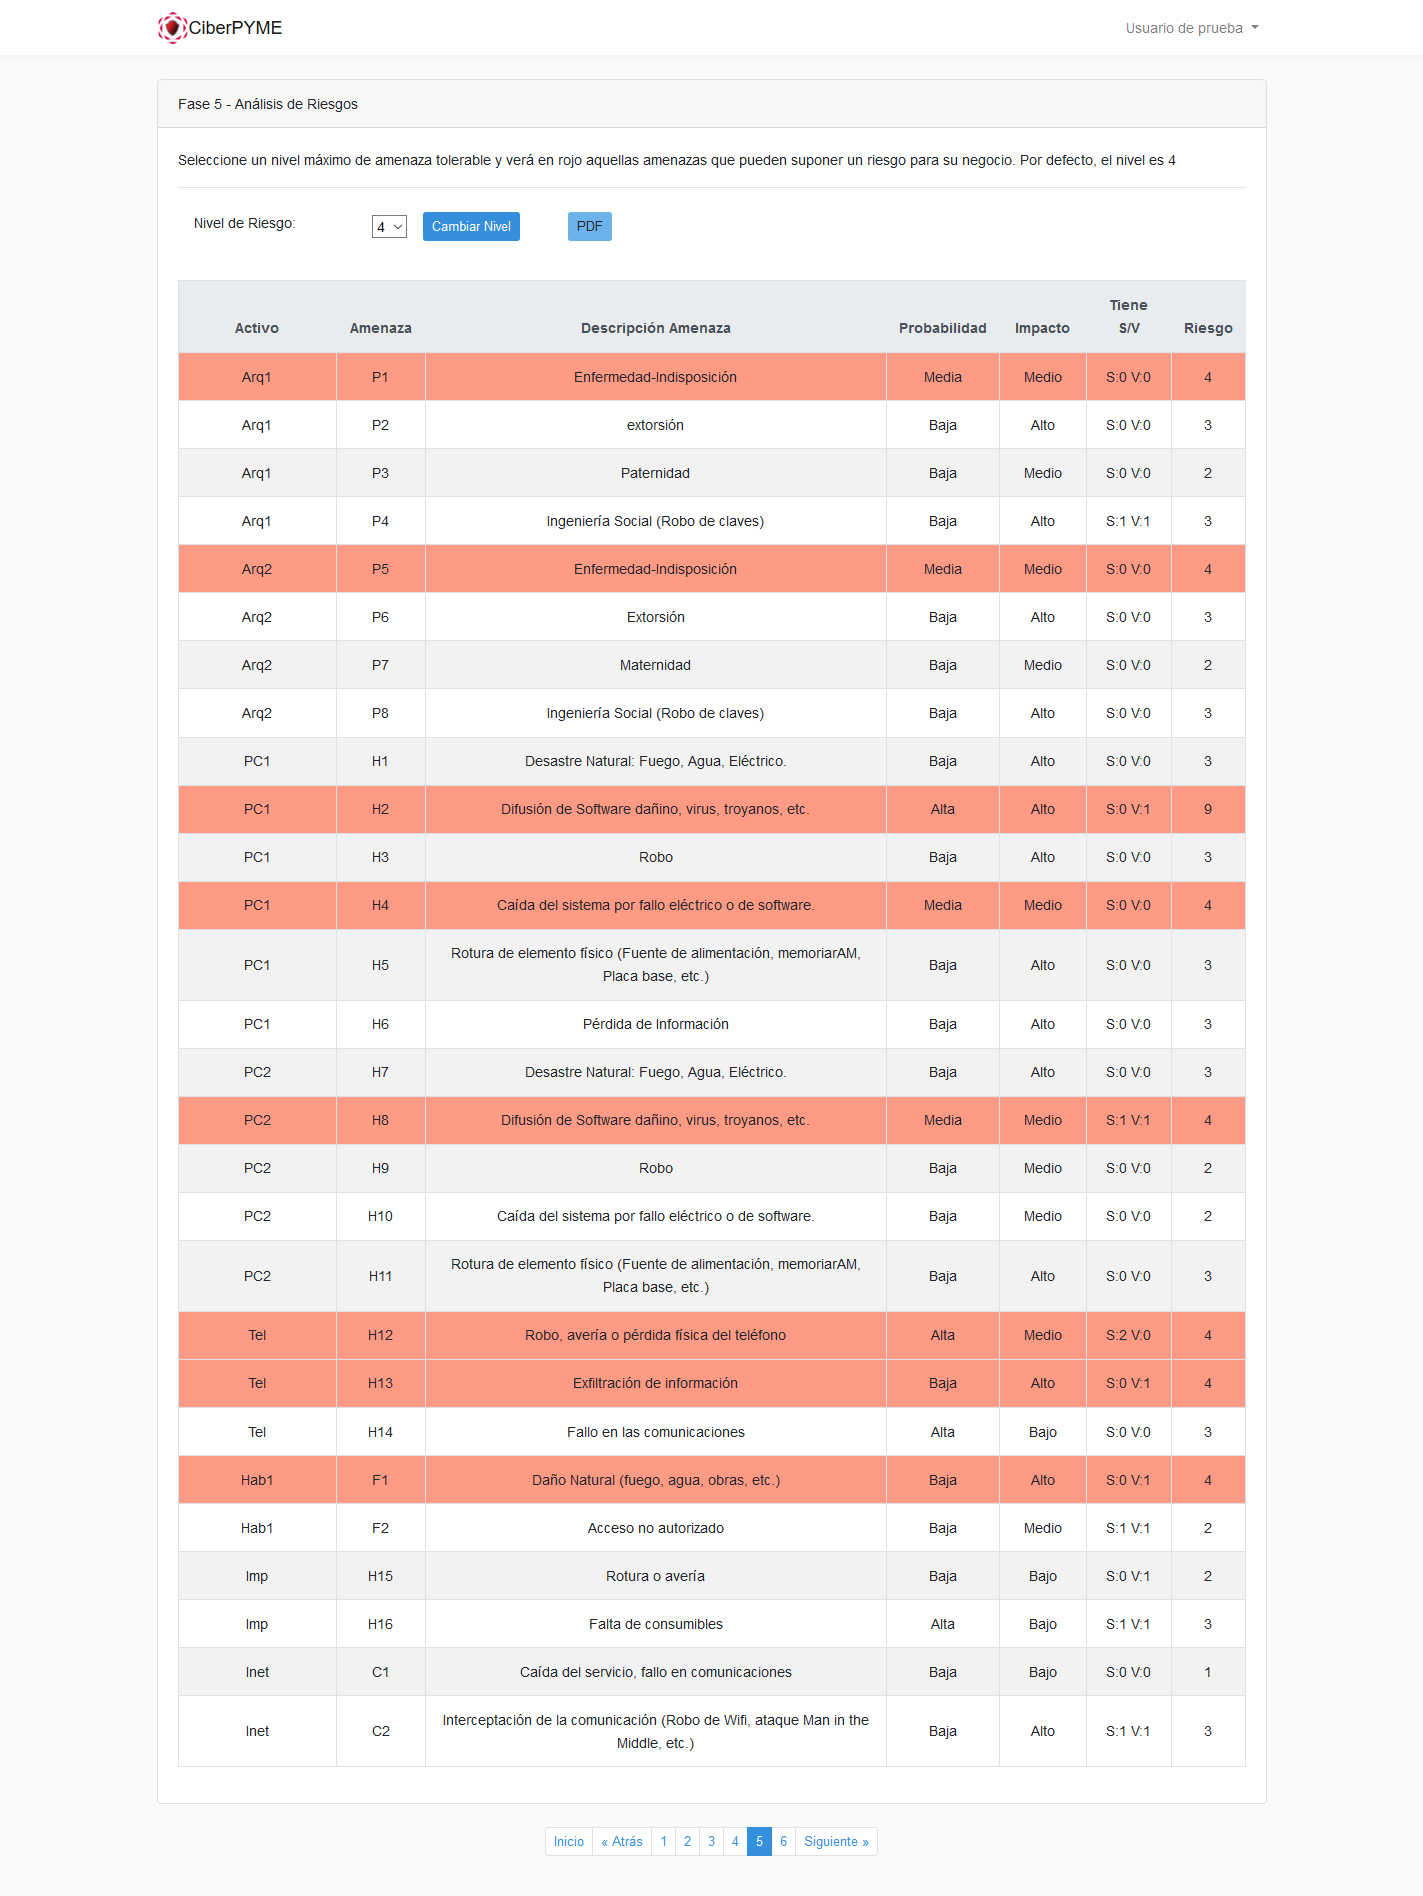 CiberPYME
Usuario de prueba
Fase 5 - Análisis de Riesgos
Seleccione un nivel máximo de amenaza tolerable y verá en rojo aquellas amenazas que pueden suponer un riesgo para su negocio. Por defecto, el nivel es 4
Nivel de Riesgo: 4 Cambiar Nivel PDF
Activo Amenaza Descripción Amenaza Probabilidad Impacto Tiene S/V Riesgo
Arq1 P1 Enfermedad-Indisposición Media Medio S:0 V:0 4
Arq1 P2 extorsión Baja Alto S:0 V:0 3
Arq1 P3 Paternidad Baja Medio S:0 V:0 2
Arq1 P4 Ingeniería Social (Robo de claves) Baja Alto S:1 V:1 3
Arq2 P5 Enfermedad-Indisposición Media Medio S:0 V:0 4
Arq2 P6 Extorsión Baja Alto S:0 V:0 3
Arq2 P7 Maternidad Baja Medio S:0 V:0 2
Arq2 P8 Ingeniería Social (Robo de claves) Baja Alto S:0 V:0 3
PC1 H1 Desastre Natural: Fuego, Agua, Eléctrico. Baja Alto S:0 V:0 3
PC1 H2 Difusión de Software dañino, virus, troyanos, etc. Alta Alto S:0 V:1 9
PC1 H3 Robo Baja Alto S:0 V:0 3
PC1 H4 Caída del sistema por fallo eléctrico o de software. Media Medio S:0 V:0 4
PC1 H5 Rotura de elemento físico (Fuente de alimentación, memoriarAM,
Placa base, etc.) Baja Alto S:0 V:0 3
PC1 H6 Pérdida de Información Baja Alto S:0 V:0 3
PC2 H7 Desastre Natural: Fuego, Agua, Eléctrico. Baja Alto S:0 V:0 3
PC2 H8 Difusión de Software dañino, virus, troyanos, etc. Media Medio S:1 V:1 4
PC2 H9 Robo Baja Medio S:0 V:0 2
PC2 H10 Caída del sistema por fallo eléctrico o de software. Baja Medio S:0 V:0 2
PC2 H11 Rotura de elemento físico (Fuente de alimentación, memoriarAM,
Placa base, etc.) Baja Alto S:0 V:0 3
Tel H12 Robo, avería o pérdida física del teléfono Alta Medio S:2 V:0 4
Tel H13 Exfiltración de información Baja Alto S:0 V:1 4
Tel H14 Fallo en las comunicaciones Alta Bajo S:0 V:0 3
Hab1 F1 Daño Natural (fuego, agua, obras, etc.) Baja Alto S:0 V:1 4
Hab1 F2 Acceso no autorizado Baja Medio S:1 V:1 2
Imp H15 Rotura o avería Baja Bajo S:0 V:1 2
Imp H16 Falta de consumibles Alta Bajo S:1 V:1 3
Inet C1 Caída del servicio, fallo en comunicaciones Baja Bajo S:0 V:0 1
Inet C2 Interceptación de la comunicación (Robo de Wifi, ataque Man in the
Middle, etc.) Baja Alto S:1 V:1 3
Inicio « Atrás 1 2 3 4 5 6 Siguiente »